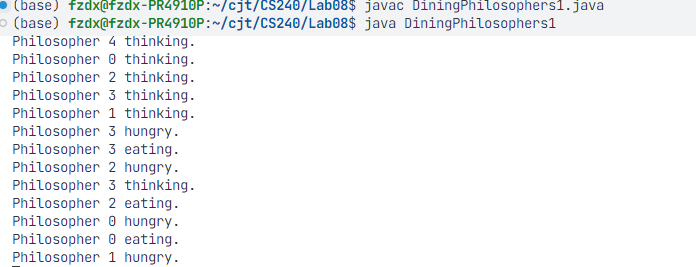 (base) fzdx@fzdx-PR4910P:~/cjt/CS240/Lab08$ javac DiningPhilosophers1.java
(base) fzdx@fzdx-PR4910P:~/cjt/CS240/Lab08$ java DiningPhilosophers1
Philosopher 4 thinking.
Philosopher 0 thinking.
Philosopher 2 thinking.
Philosopher 3 thinking.
Philosopher 1 thinking.
Philosopher 3 hungry.
Philosopher 3 eating.
Philosopher 2 hungry.
Philosopher 3 thinking.
Philosopher 2 eating.
Philosopher 0 hungry.
Philosopher 0 eating.
Philosopher 1 hungry.